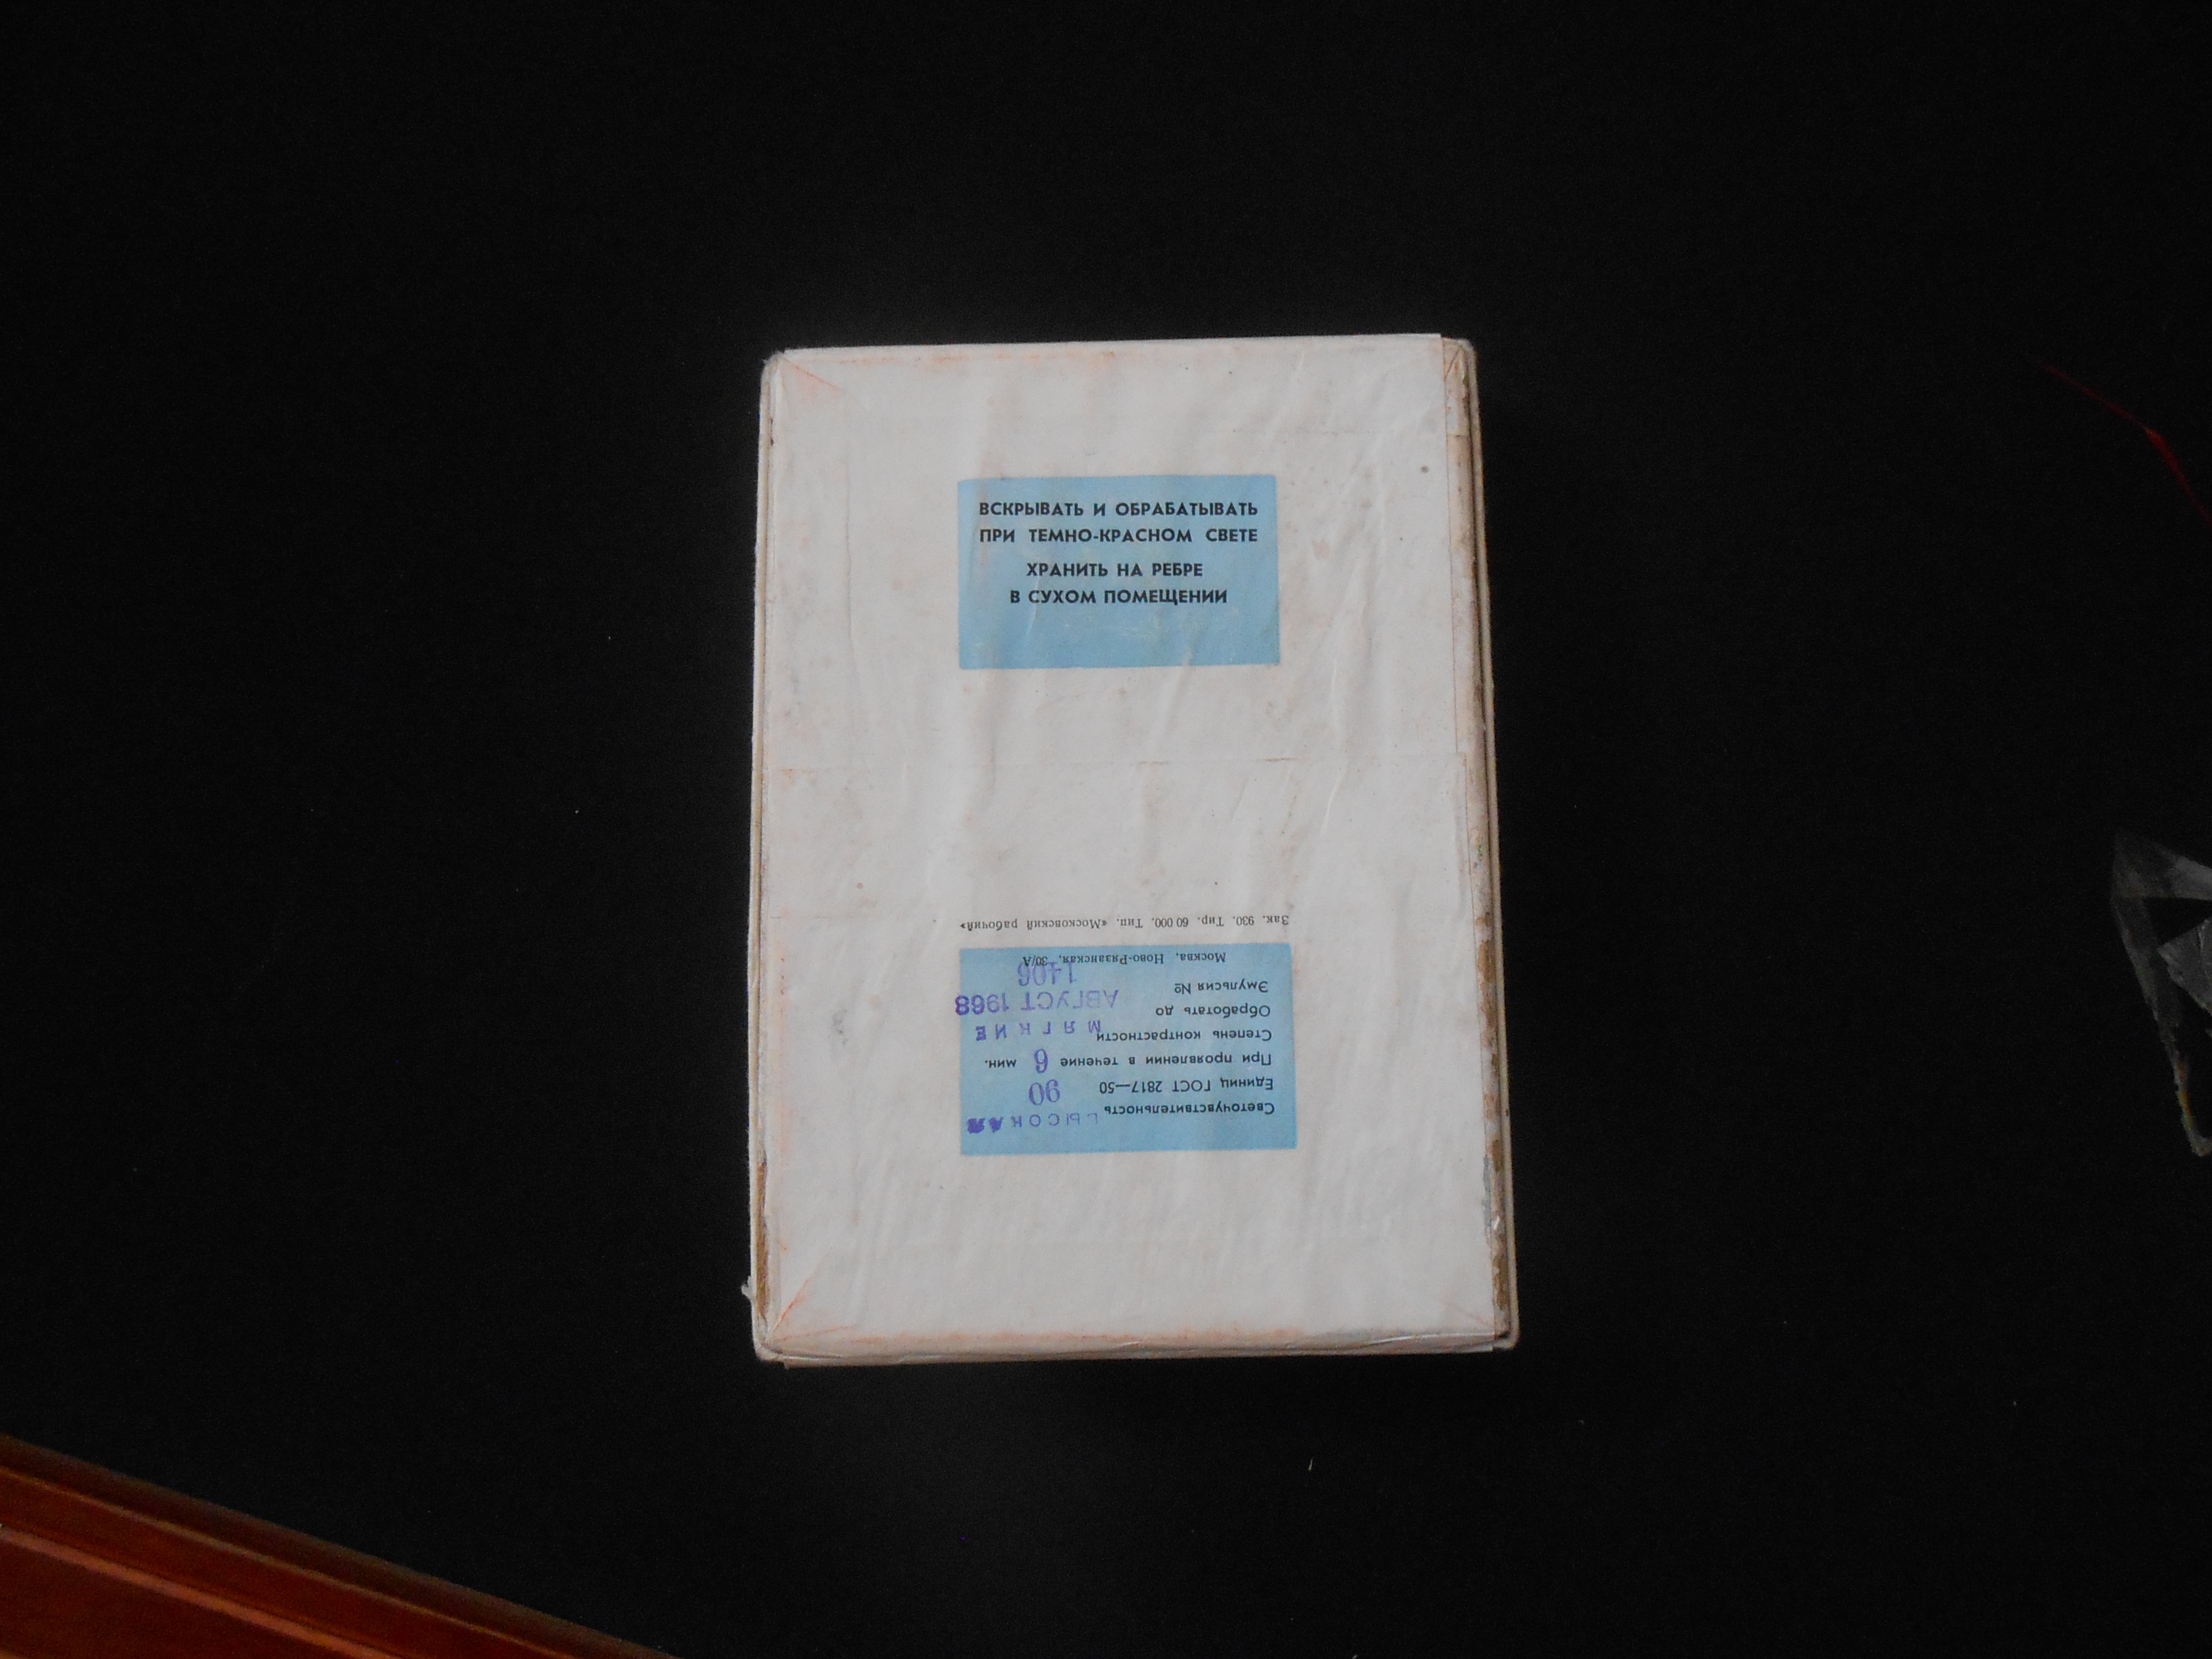 ВСКРЫВАТЬ И ОБРАБАТЫВАТЬ
ПРИ ТЕМНО-КРАСНОМ СВЕТЕ
ХРАНИТЬ НА РЕБРЕ
В СУХОМ ПОМЕЩЕНИИ
Светочувствительность ВЫСОКАЯ
Единиц ГОСТ 2817—50 90
При проявлении в течение 6 мин.
Степень контрастности МЯГКИЕ
Обработать до АВГУСТ 1968
Эмульсия № 1406
Москва, Ново-Рязанская, 30/А
Зак. 930. Тир. 60 000. Тип. «Московский рабочий»